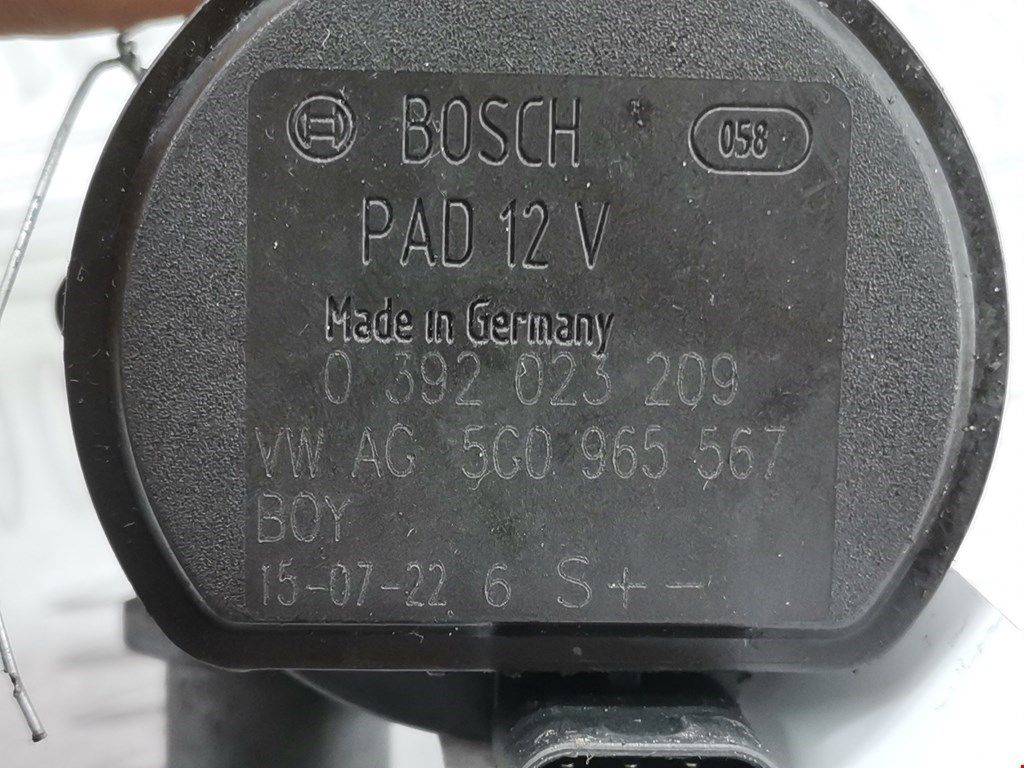 BOSCH 058
PAD 12 V
Made in Germany
0 392 023 209
VW AG 5G0 965 567
BOY
15-07-22 6 S + -